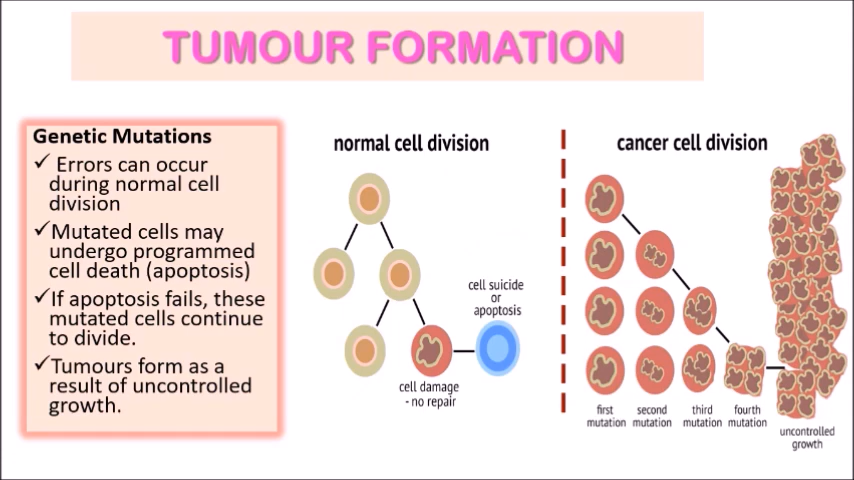 TUMOUR FORMATION
Genetic Mutations
✓ Errors can occur
during normal cell
division
✓Mutated cells may
undergo programmed
cell death (apoptosis)
✓If apoptosis fails, these
mutated cells continue
to divide.
✓Tumours form as a
result of uncontrolled
growth.
normal cell division
cell suicide
or
apoptosis
cell damage
- no repair
cancer cell division
first
mutation
second
mutation
third
mutation
fourth
mutation
uncontrolled
growth